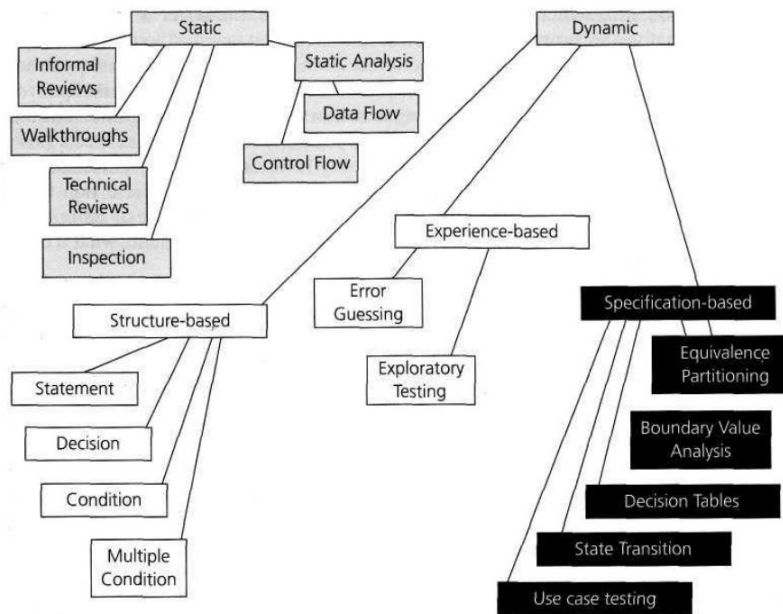 Static
Dynamic
Informal
Reviews
Static Analysis
Walkthroughs
Data Flow
Control Flow
Technical
Reviews
Inspection
Experience-based
Error
Guessing
Exploratory
Testing
Structure-based
Statement
Decision
Condition
Multiple
Condition
Specification-based
Equivalence
Partitioning
Boundary Value
Analysis
Decision Tables
State Transition
Use case testing